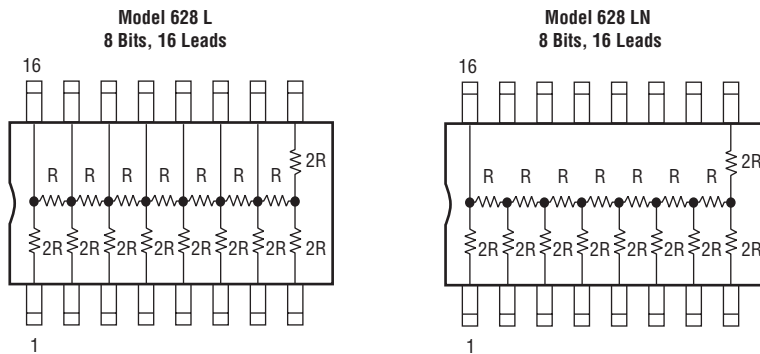 Model 628 L
8 Bits, 16 Leads
16
2R
R R R R R R R
2R 2R 2R 2R 2R 2R 2R 2R
1
Model 628 LN
8 Bits, 16 Leads
16
2R
R R R R R R R
2R 2R 2R 2R 2R 2R 2R 2R
1